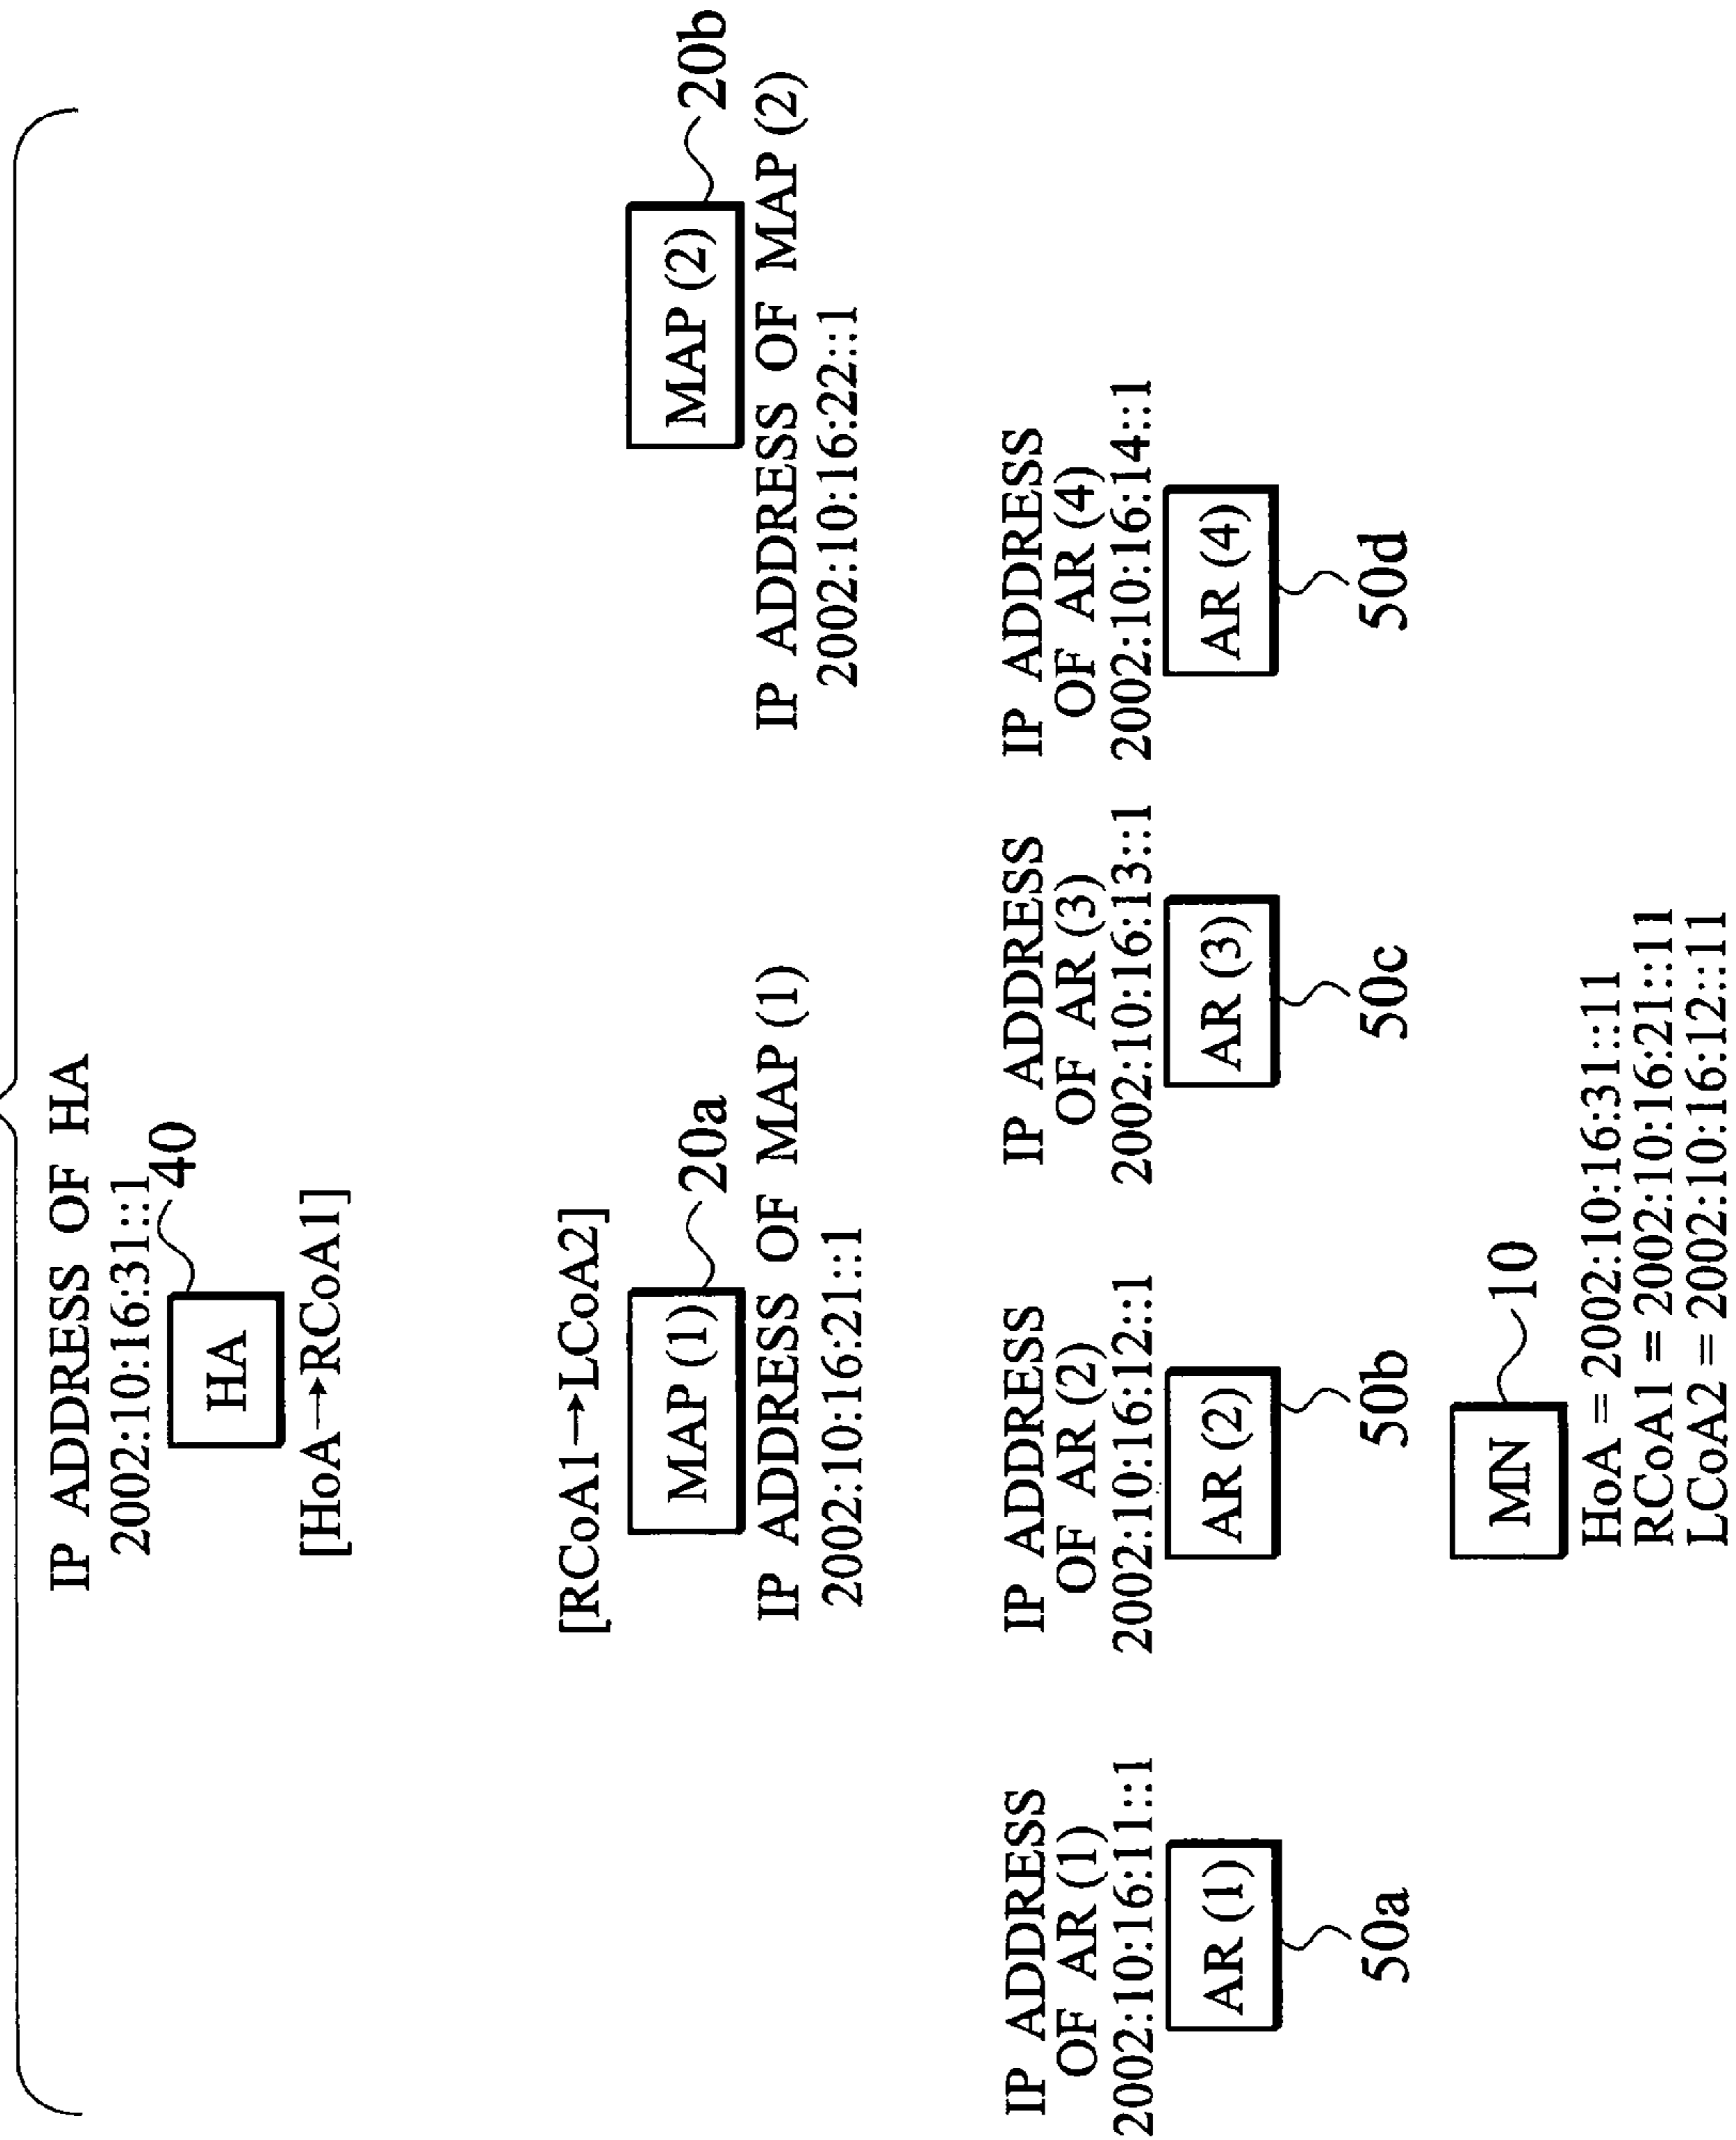 IP ADDRESS OF HA
2002:10:16:31::1
40
HA
[HoA→RCoA1]
[RCoA1→LCoA2]
MAP (1)
20a
IP ADDRESS OF MAP (1)
2002:10:16:21::1
MAP (2)
20b
IP ADDRESS OF MAP (2)
2002:10:16:22::1
IP ADDRESS
OF AR (1)
2002:10:16:11::1
AR (1)
50a
IP ADDRESS
OF AR (2)
2002:10:16:12::1
AR (2)
50b
IP ADDRESS
OF AR (3)
2002:10:16:13::1
AR (3)
50c
IP ADDRESS
OF AR (4)
2002:10:16:14::1
AR (4)
50d
MN
10
HoA = 2002:10:16:31::11
RCoA1 = 2002:10:16:21::11
LCoA2 = 2002:10:16:12::11